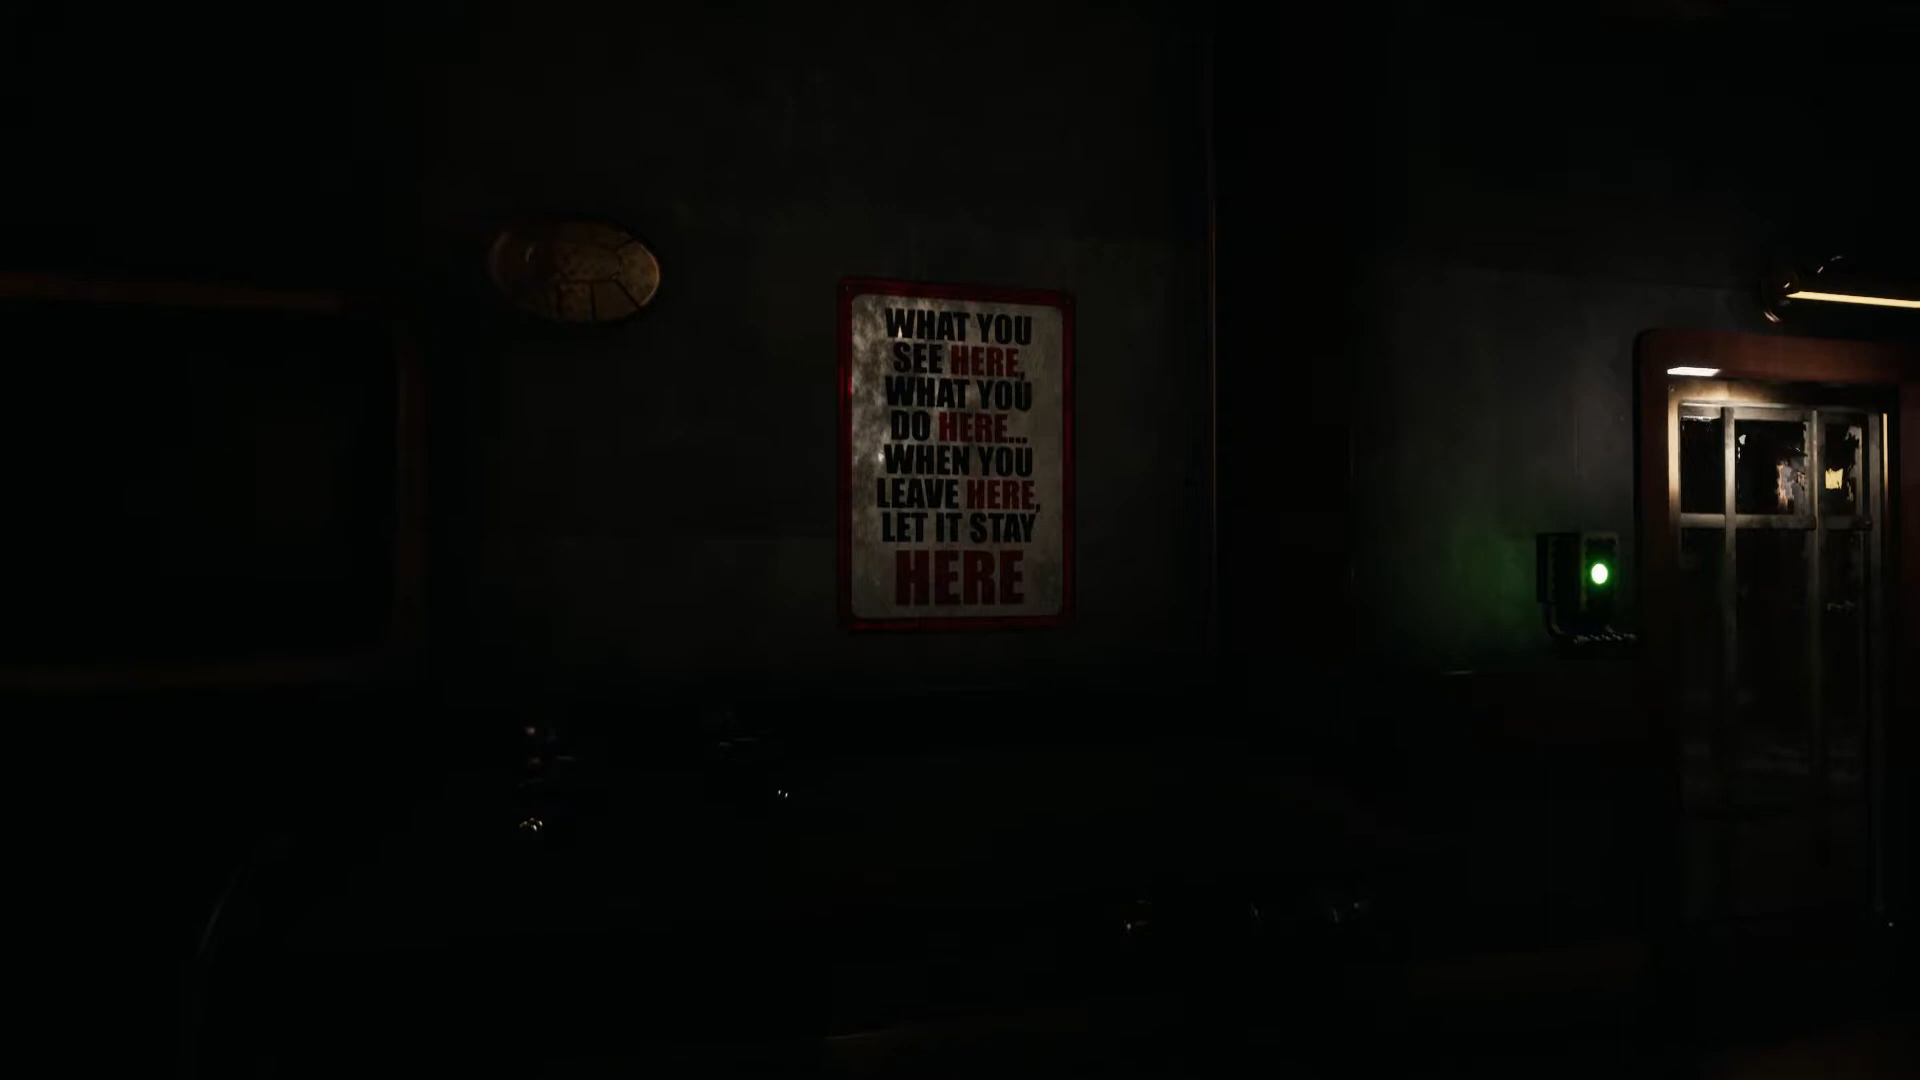 WHAT YOU
SEE HERE,
WHAT YOU
DO HERE...
WHEN YOU
LEAVE HERE,
LET IT STAY
HERE